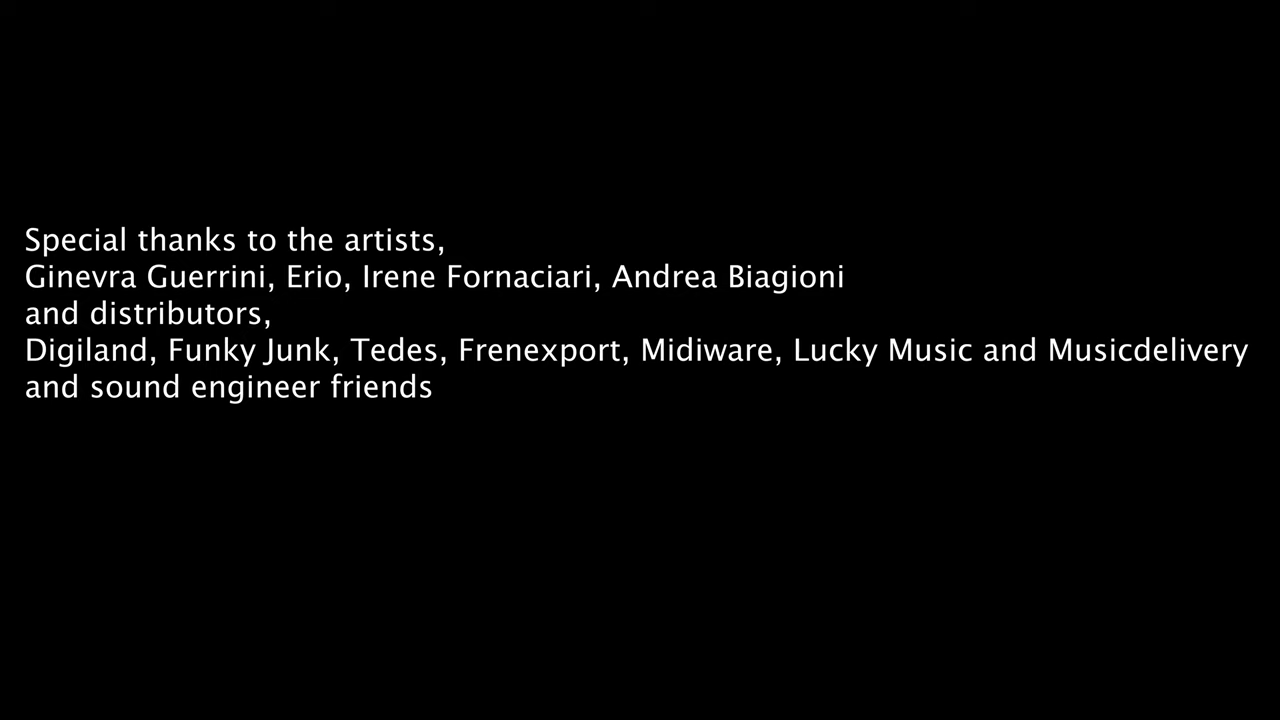 Special thanks to the artists,
Ginevra Guerrini, Erio, Irene Fornaciari, Andrea Biagioni
and distributors,
Digiland, Funky Junk, Tedes, Frenexport, Midiware, Lucky Music and Musicdelivery
and sound engineer friends